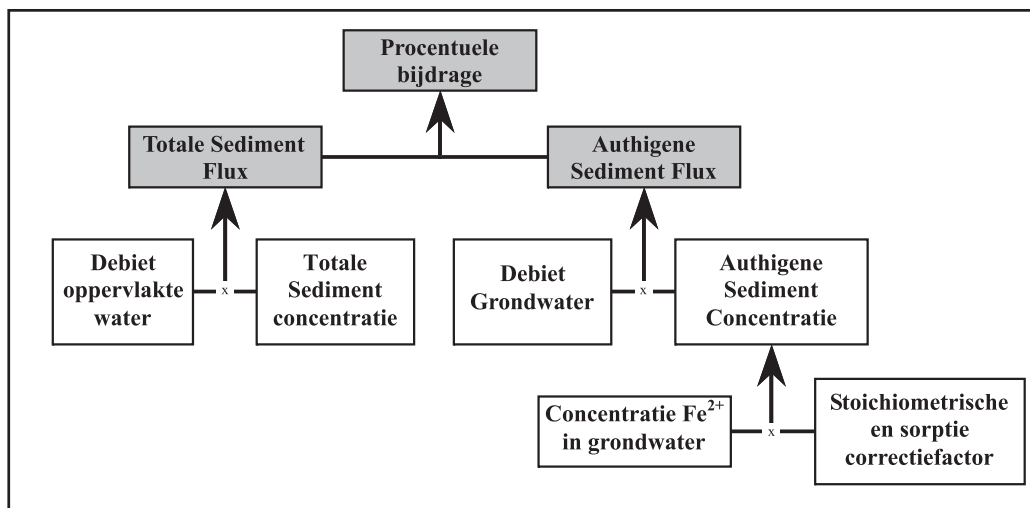 Procentuele
bijdrage
Totale Sediment
Flux
Authigene
Sediment Flux
Debiet
oppervlakte
water
x
Totale
Sediment
concentratie
Debiet
Grondwater
x
Authigene
Sediment
Concentratie
Concentratie Fe²⁺
in grondwater
x
Stoichiometrische
en sorptie
correctiefactor